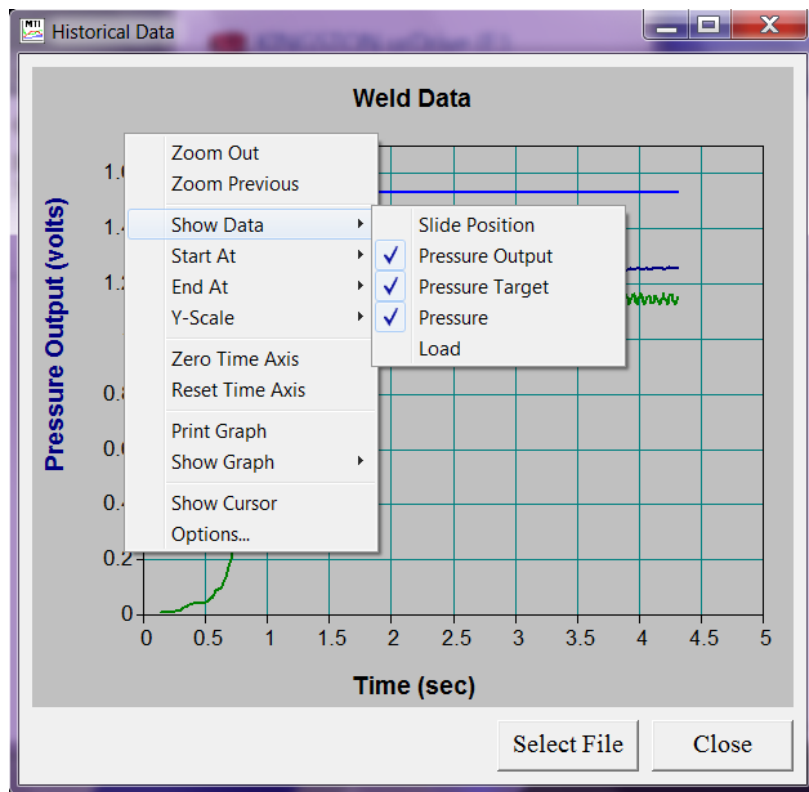 MTI
Historical Data
Weld Data
Pressure Output (volts)
Zoom Out
Zoom Previous
Show Data
Start At
End At
Y-Scale
Zero Time Axis
Reset Time Axis
Print Graph
Show Graph
Show Cursor
Options...
Slide Position
Pressure Output
Pressure Target
Pressure
Load
0.2
0
0 0.5 1 1.5 2 2.5 3 3.5 4 4.5 5
Time (sec)
Select File
Close